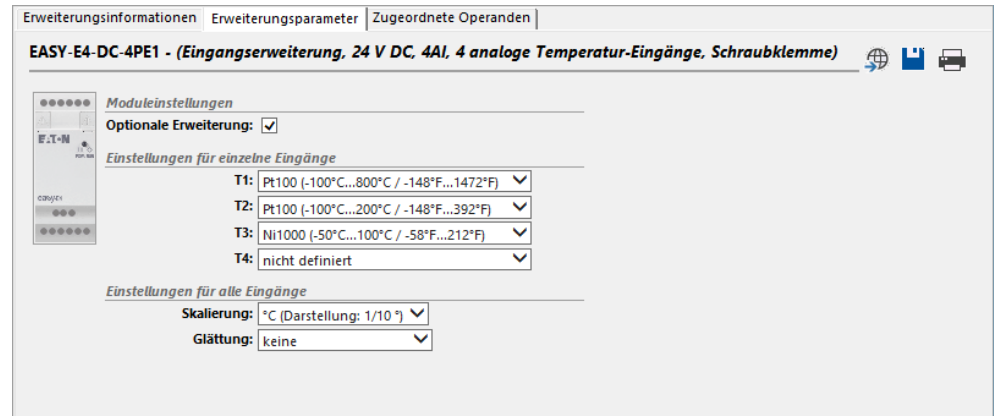 Erweiterungsinformationen Erweiterungsparameter Zugeordnete Operanden
EASY-E4-DC-4PE1 - (Eingangserweiterung, 24 V DC, 4AI, 4 analoge Temperatur-Eingänge, Schraubklemme)
Moduleinstellungen
Optionale Erweiterung:
E·T·N
Einstellungen für einzelne Eingänge
T1: Pt100 (-100°C...800°C / -148°F...1472°F)
T2: Pt100 (-100°C...200°C / -148°F...392°F)
T3: Ni1000 (-50°C...100°C / -58°F...212°F)
T4: nicht definiert
Einstellungen für alle Eingänge
Skalierung: °C (Darstellung: 1/10 °)
Glättung: keine